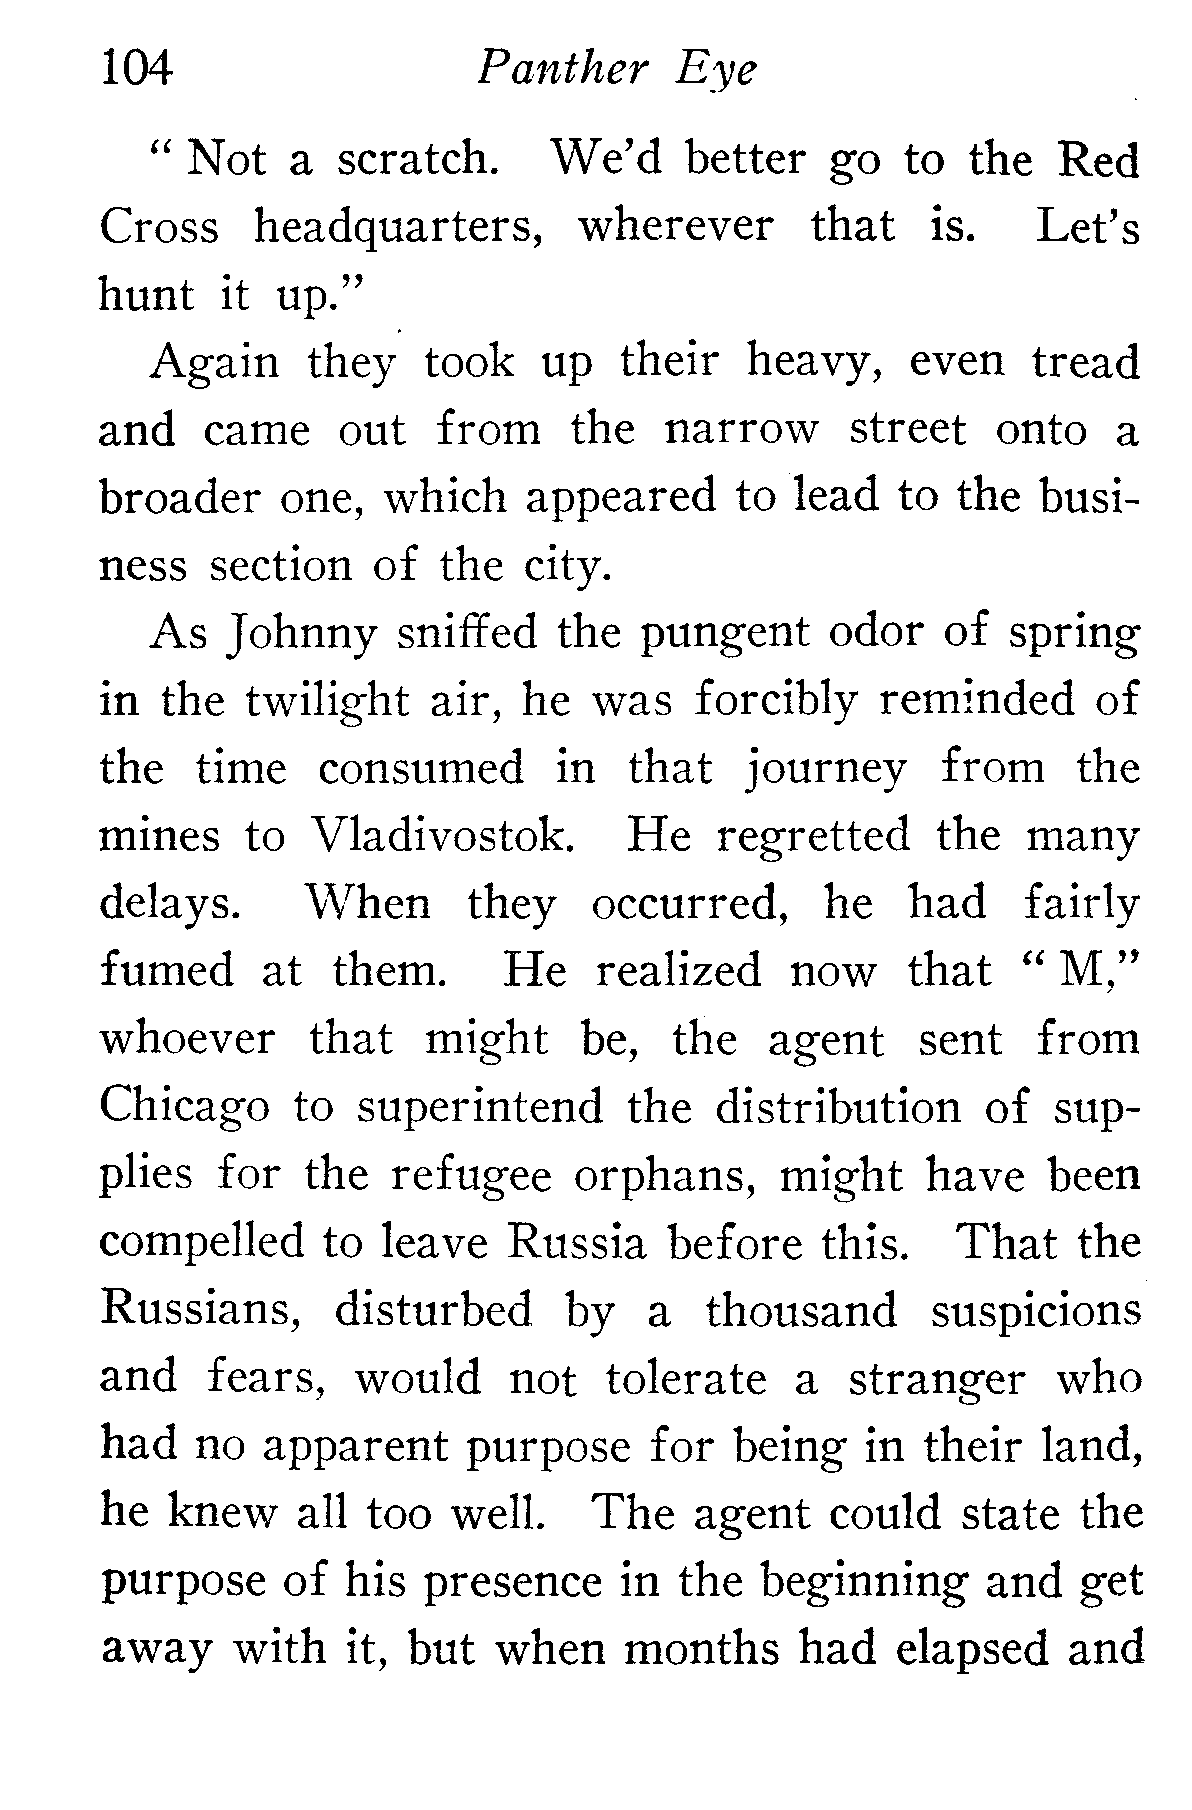 104 Panther Eye
“ Not a scratch. We’d better go to the Red
Cross headquarters, wherever that is. Let’s
hunt it up.”
Again they took up their heavy, even tread
and came out from the narrow street onto a
broader one, which appeared to lead to the busi-
ness section of the city.
As Johnny sniffed the pungent odor of spring
in the twilight air, he was forcibly reminded of
the time consumed in that journey from the
mines to Vladivostok. He regretted the many
delays. When they occurred, he had fairly
fumed at them. He realized now that “ M,”
whoever that might be, the agent sent from
Chicago to superintend the distribution of sup-
plies for the refugee orphans, might have been
compelled to leave Russia before this. That the
Russians, disturbed by a thousand suspicions
and fears, would not tolerate a stranger who
had no apparent purpose for being in their land,
he knew all too well. The agent could state the
purpose of his presence in the beginning and get
away with it, but when months had elapsed and